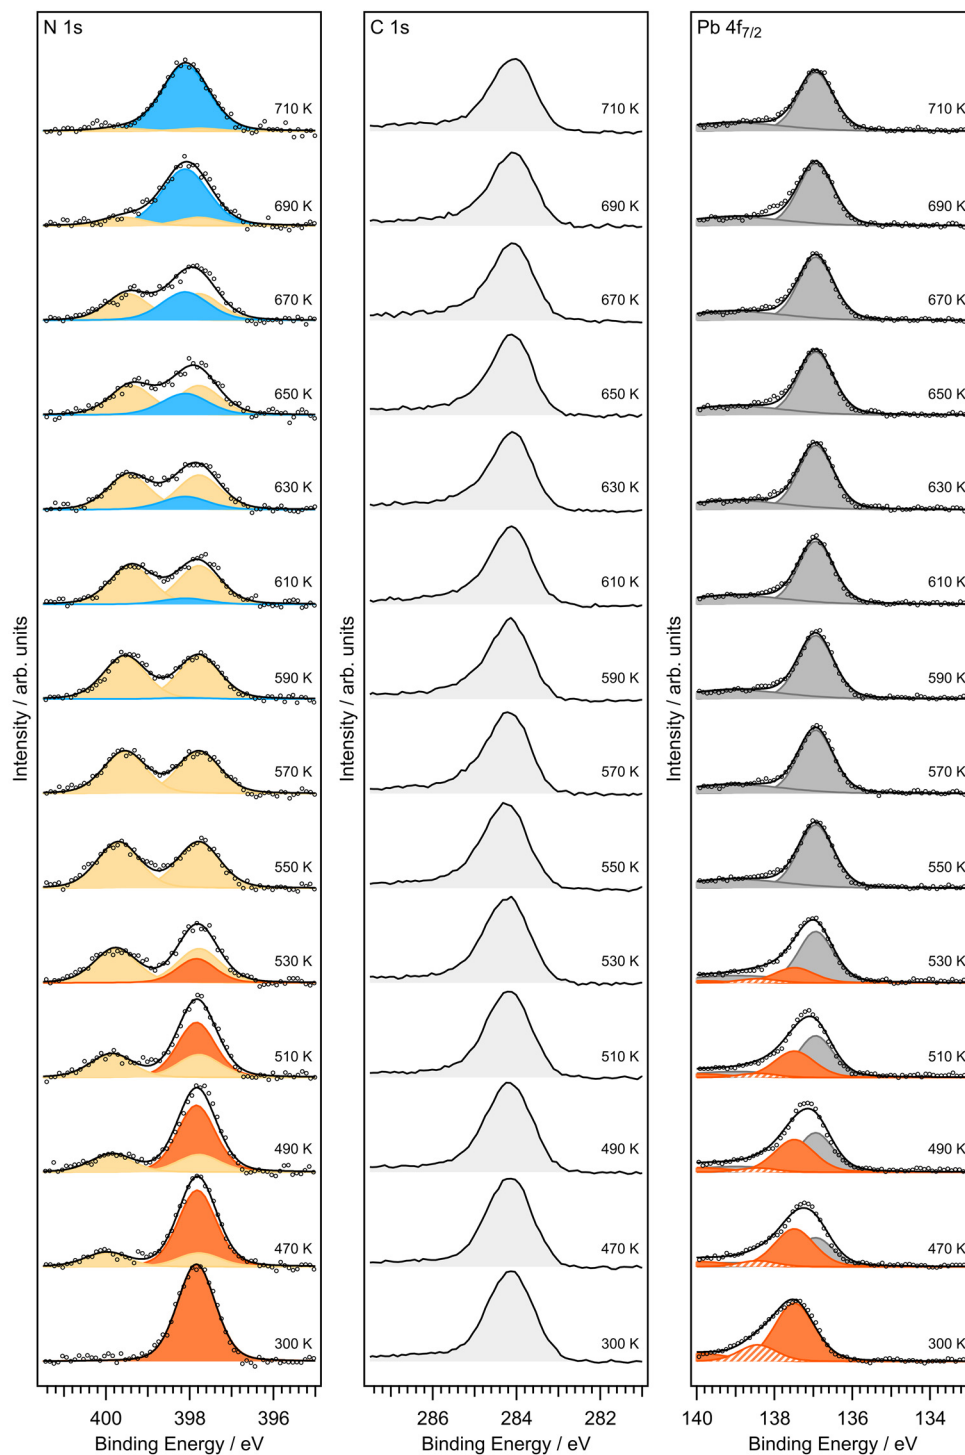 N 1s
710 K
690 K
670 K
650 K
630 K
610 K
590 K
570 K
550 K
530 K
510 K
490 K
470 K
300 K
Intensity / arb. units
400
398
396
Binding Energy / eV
C 1s
710 K
690 K
670 K
650 K
630 K
610 K
590 K
570 K
550 K
530 K
510 K
490 K
470 K
300 K
Intensity / arb. units
286
284
282
Binding Energy / eV
Pb 4f7/2
710 K
690 K
670 K
650 K
630 K
610 K
590 K
570 K
550 K
530 K
510 K
490 K
470 K
300 K
Intensity / arb. units
140
138
136
134
Binding Energy / eV